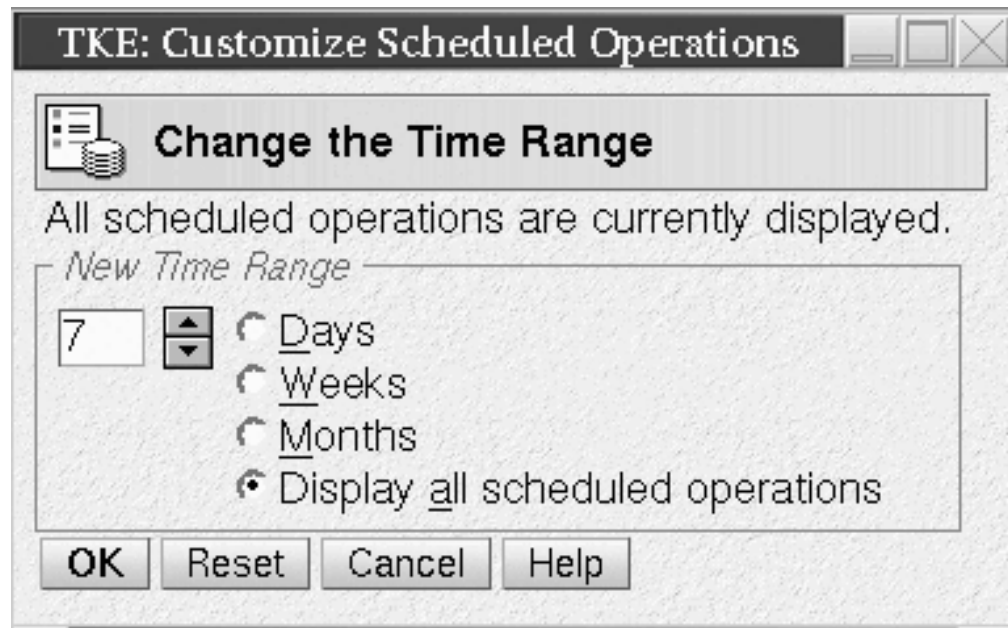 TKE: Customize Scheduled Operations
Change the Time Range
All scheduled operations are currently displayed.
New Time Range
7
Days
Weeks
Months
Display all scheduled operations
OK Reset Cancel Help